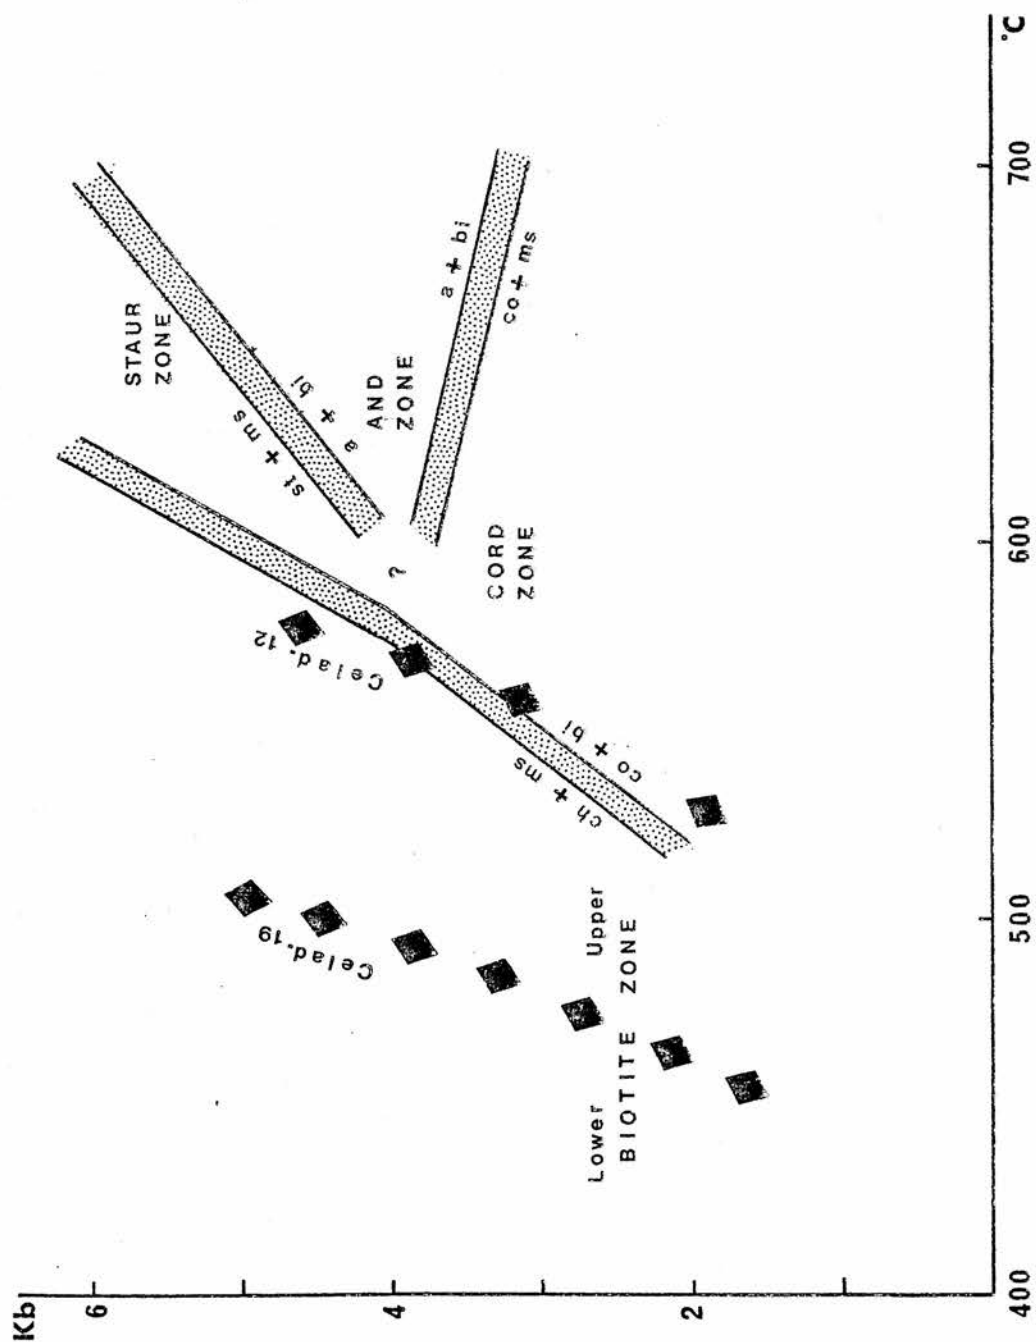 Kb
6
4
2
400
500
600
700
°C
STAUR
ZONE
st + ms
a + bi
AND
ZONE
a + bi
co + ms
?
CORD
ZONE
Celad. 12
ch + ms
co + bi
Celad. 19
Lower Upper
BIOTITE ZONE